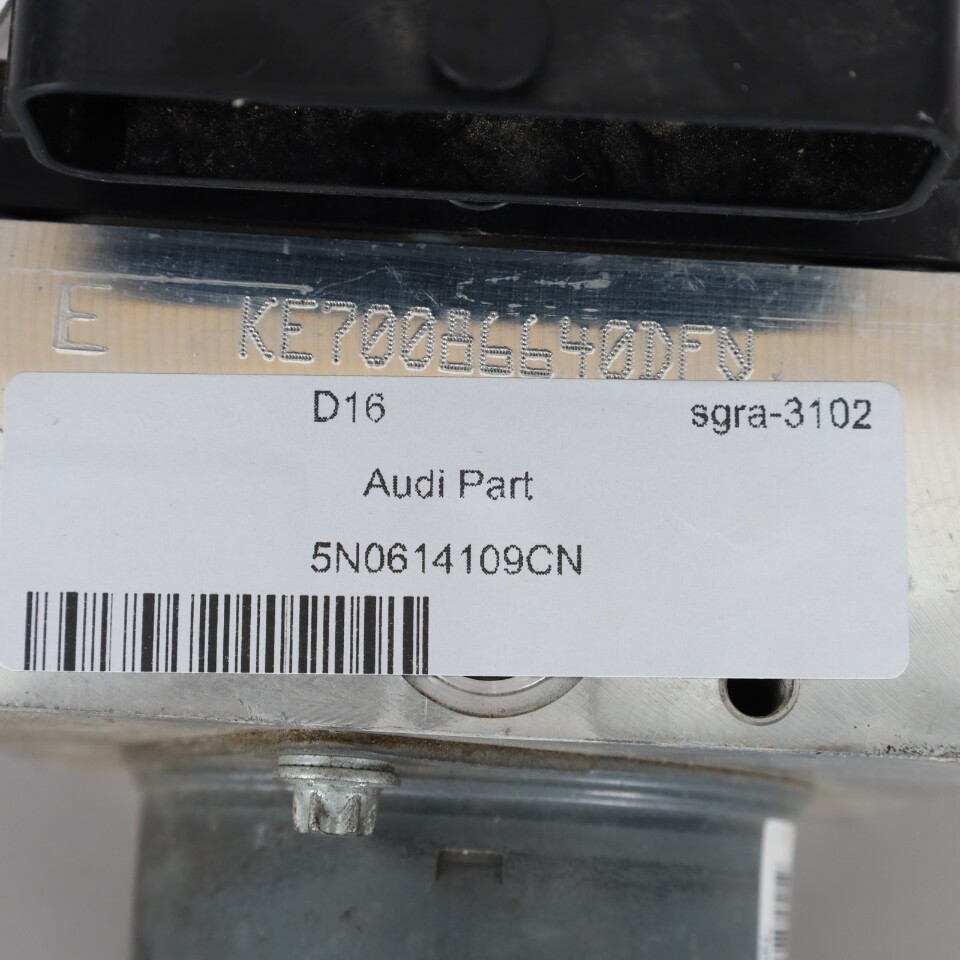 E KE70086640DFN
D16 sgra-3102
Audi Part
5N0614109CN